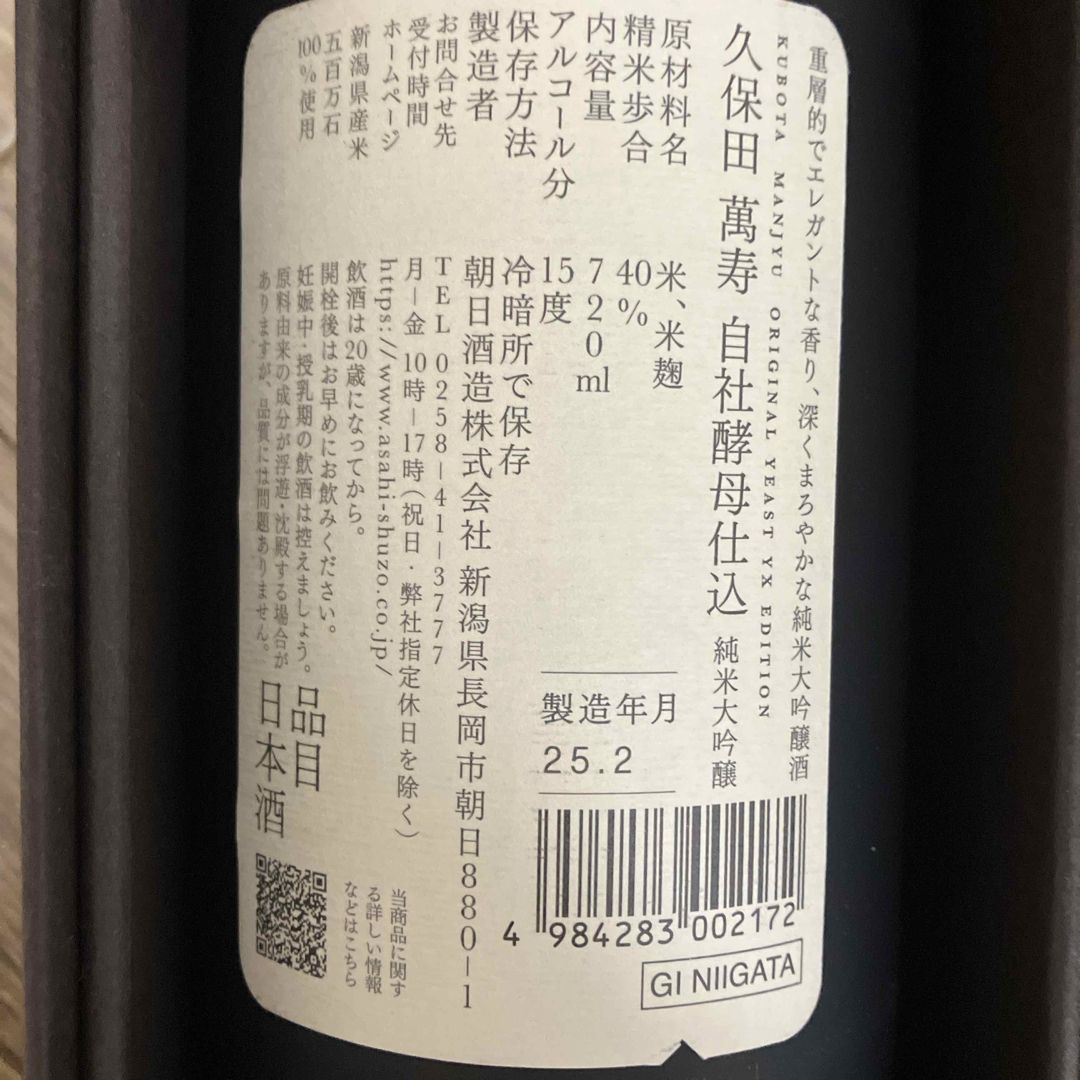 重層的でエレガントな香り、深くまろやかな純米大吟醸酒
KUBOTA MANJYU ORIGINAL YEAST YX EDITION
久保田 萬寿 自社酵母仕込 純米大吟醸
原材料名 米、米麹
精米歩合 40%
内容量 720ml
アルコール分 15度
保存方法 冷暗所で保存
製造者 朝日酒造株式会社 新潟県長岡市朝日880-1
お問合せ先 TEL 0258-41-3777
受付時間 月-金 10時-17時(祝日・弊社指定休日を除く)
ホームページ https://www.asahi-shuzo.co.jp/
新潟県産米
五百万石
100%使用
飲酒は20歳になってから。
開栓後はお早めにお飲みください。
妊娠中・授乳期の飲酒は控えましょう。
原料由来の成分が浮遊・沈殿する場合が
ありますが、品質には問題ありません。
品目
日本酒
製造年月
25.2
4 984283 002172
GI NIIGATA
当商品に関す
る詳しい情報
などはこちら